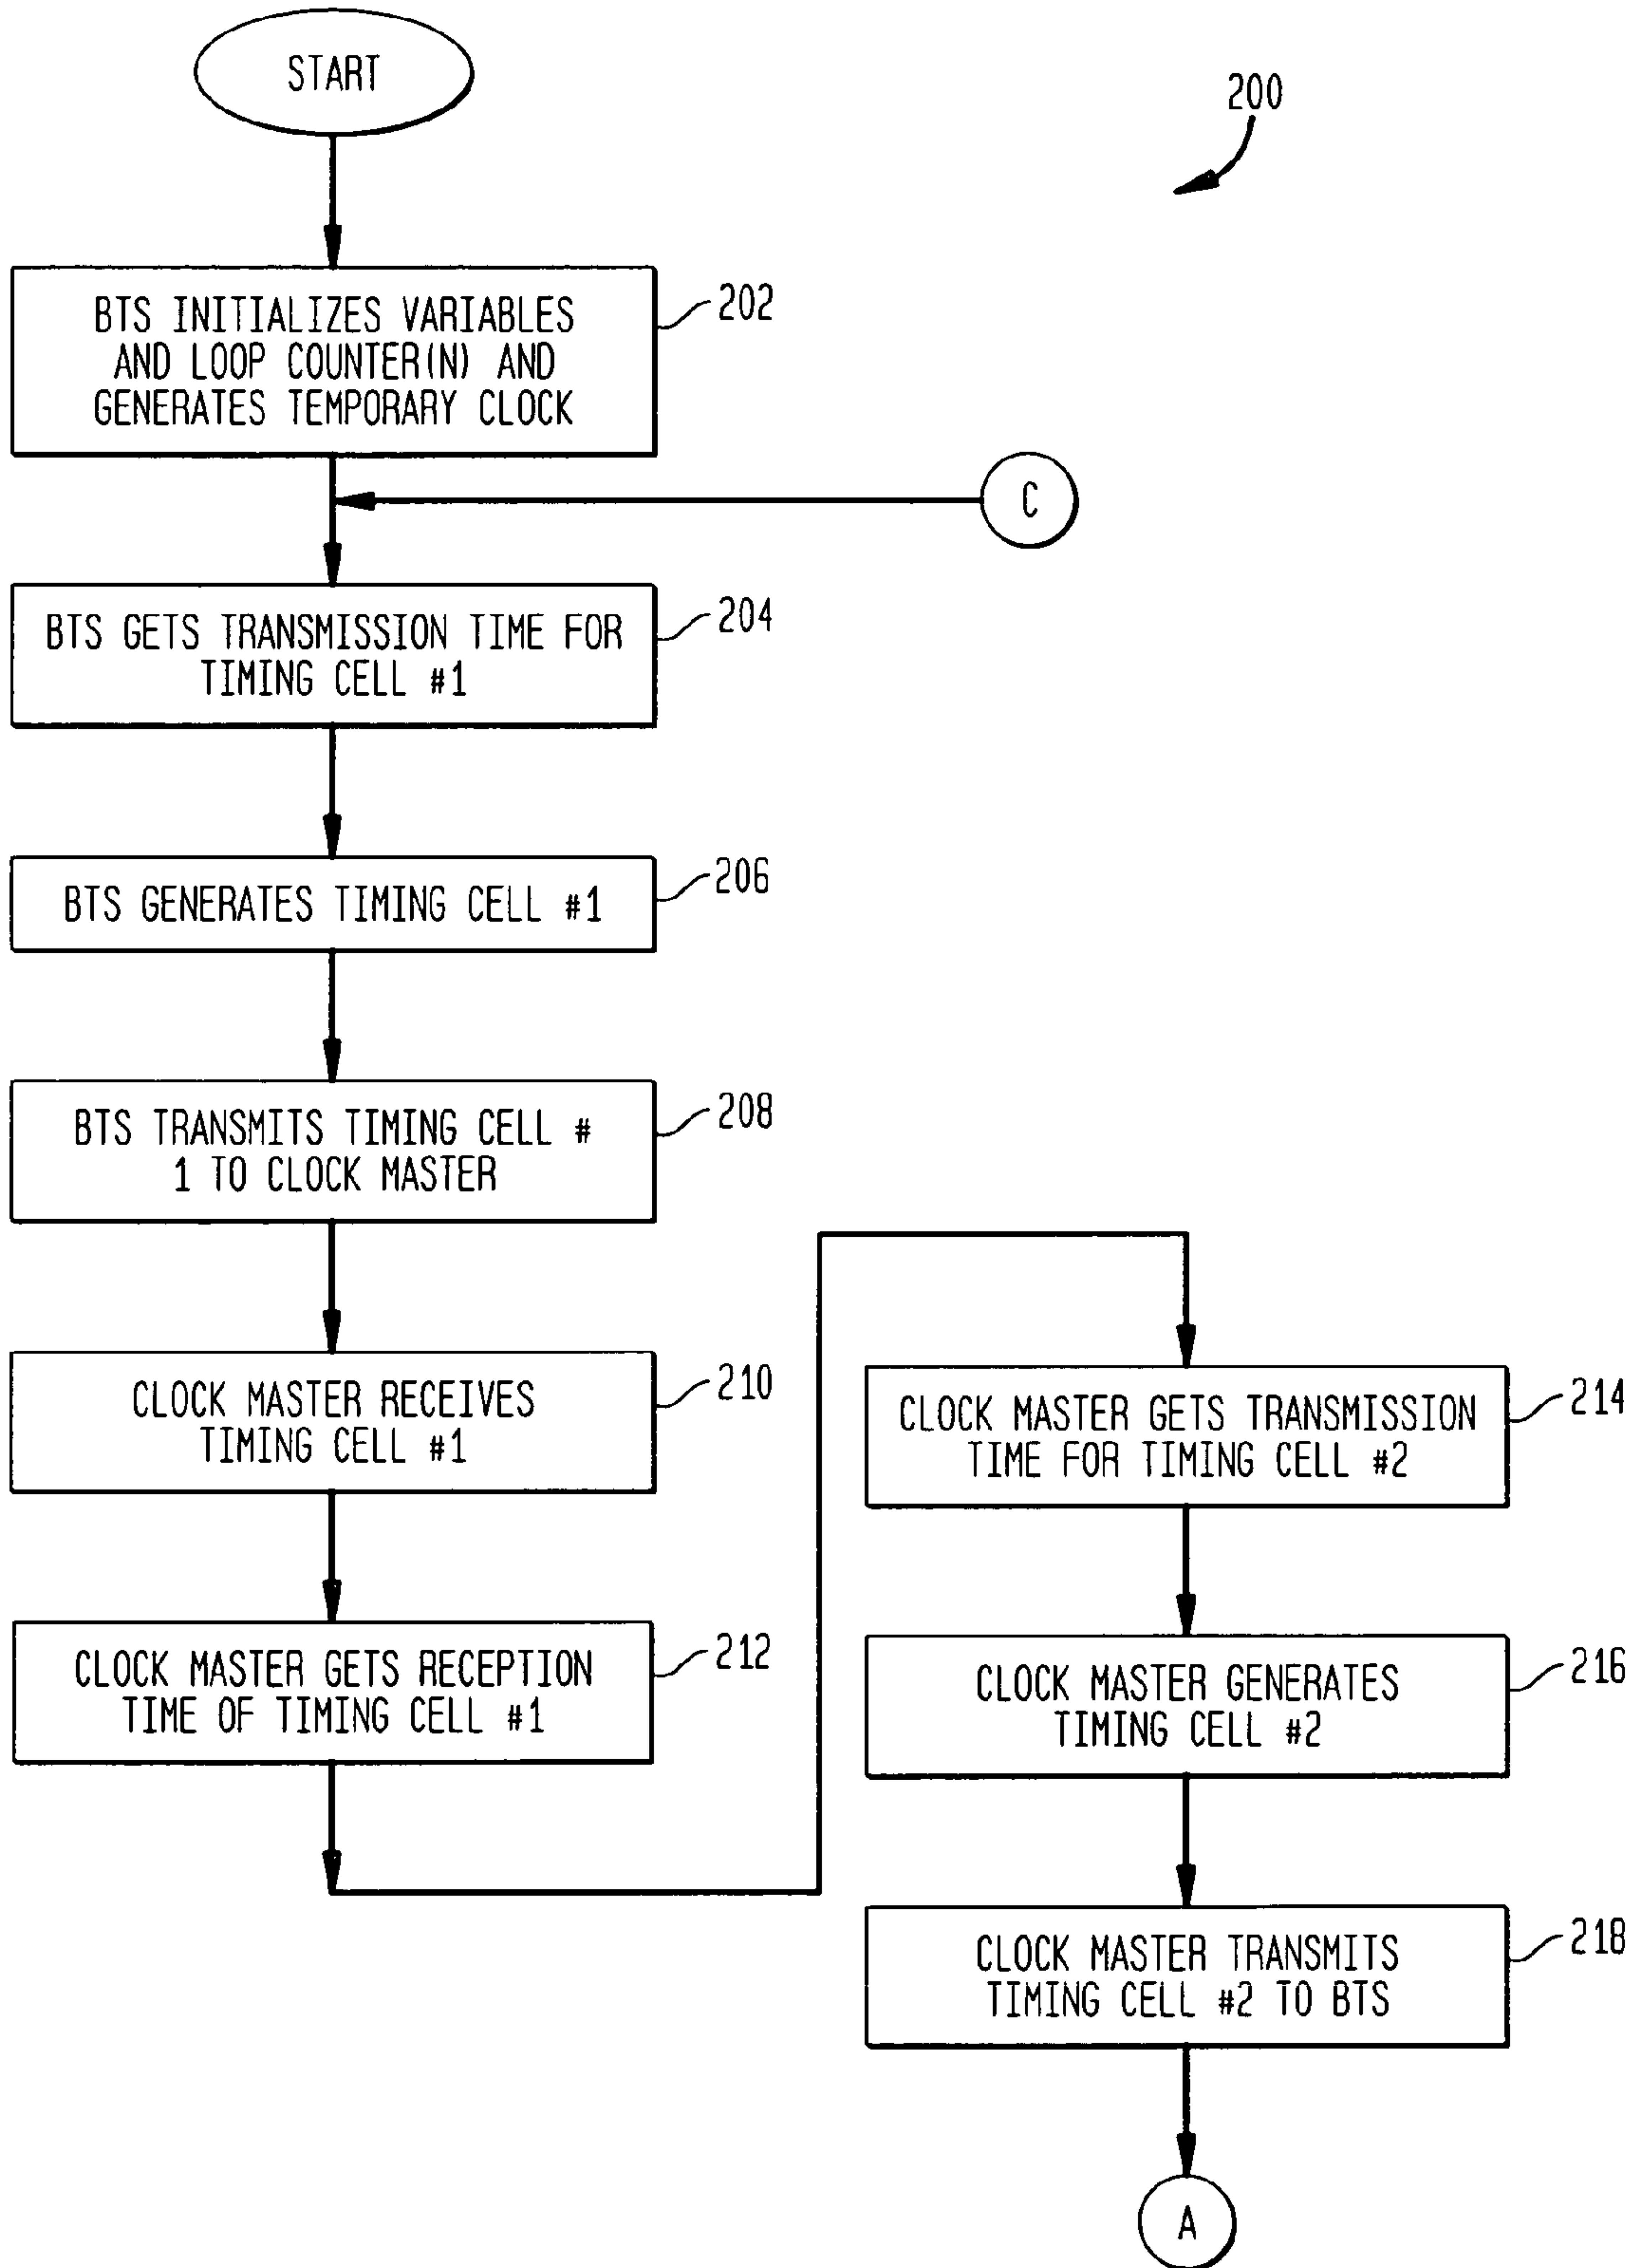 START
200
BTS INITIALIZES VARIABLES
AND LOOP COUNTER(N) AND
GENERATES TEMPORARY CLOCK
202
C
BTS GETS TRANSMISSION TIME FOR
TIMING CELL #1
204
BTS GENERATES TIMING CELL #1
206
BTS TRANSMITS TIMING CELL #
1 TO CLOCK MASTER
208
CLOCK MASTER RECEIVES
TIMING CELL #1
210
CLOCK MASTER GETS RECEPTION
TIME OF TIMING CELL #1
212
CLOCK MASTER GETS TRANSMISSION
TIME FOR TIMING CELL #2
214
CLOCK MASTER GENERATES
TIMING CELL #2
216
CLOCK MASTER TRANSMITS
TIMING CELL #2 TO BTS
218
A